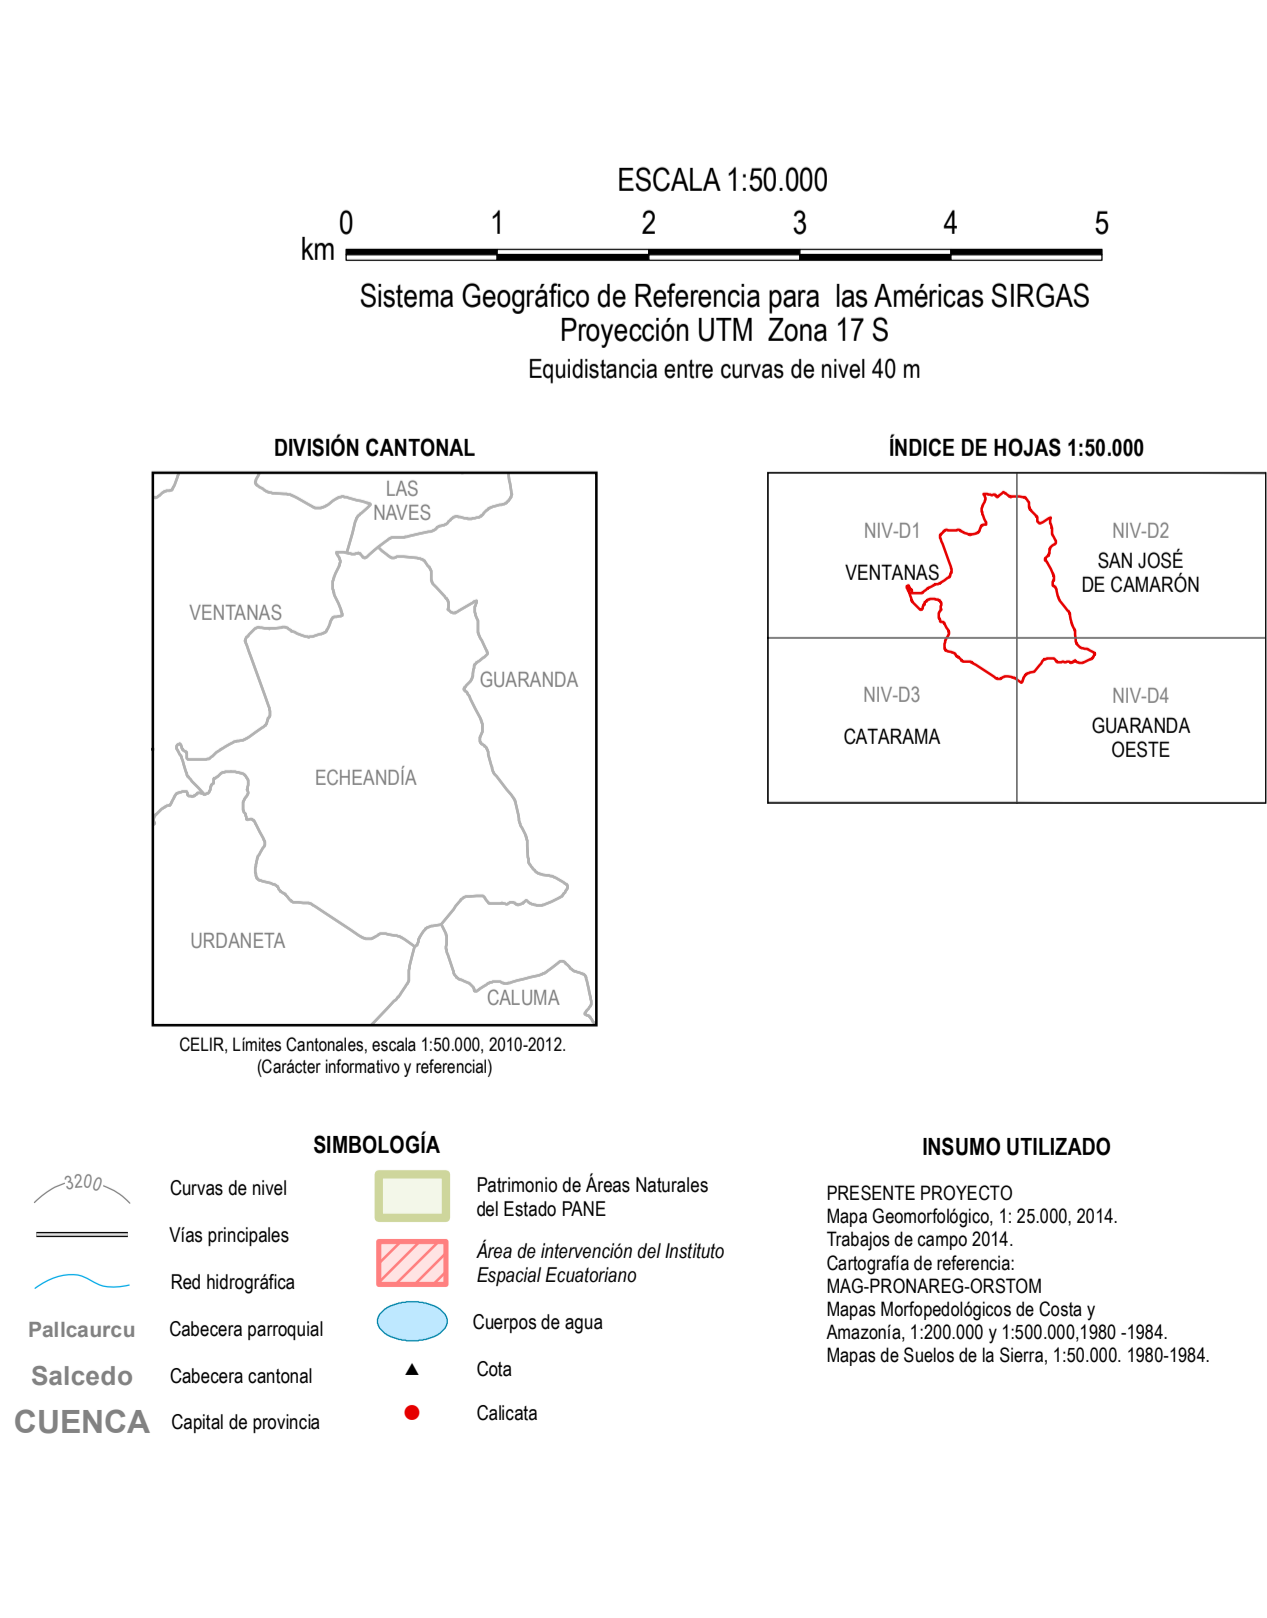 ESCALA 1:50.000
0 1 2 3 4 5
km
Sistema Geográfico de Referencia para las Américas SIRGAS
Proyección UTM Zona 17 S
Equidistancia entre curvas de nivel 40 m
DIVISIÓN CANTONAL
LAS
NAVES
VENTANAS
GUARANDA
ECHEANDÍA
URDANETA
CALUMA
CELIR, Límites Cantonales, escala 1:50.000, 2010-2012.
(Carácter informativo y referencial)
ÍNDICE DE HOJAS 1:50.000
NIV-D1
VENTANAS
NIV-D2
SAN JOSÉ
DE CAMARÓN
NIV-D3
CATARAMA
NIV-D4
GUARANDA
OESTE
SIMBOLOGÍA
3200
Curvas de nivel
Vías principales
Red hidrográfica
Pallcaurcu
Cabecera parroquial
Salcedo
Cabecera cantonal
CUENCA
Capital de provincia
Patrimonio de Áreas Naturales
del Estado PANE
Área de intervención del Instituto
Espacial Ecuatoriano
Cuerpos de agua
Cota
Calicata
INSUMO UTILIZADO
PRESENTE PROYECTO
Mapa Geomorfológico, 1: 25.000, 2014.
Trabajos de campo 2014.
Cartografía de referencia:
MAG-PRONAREG-ORSTOM
Mapas Morfopedológicos de Costa y
Amazonía, 1:200.000 y 1:500.000,1980 -1984.
Mapas de Suelos de la Sierra, 1:50.000. 1980-1984.